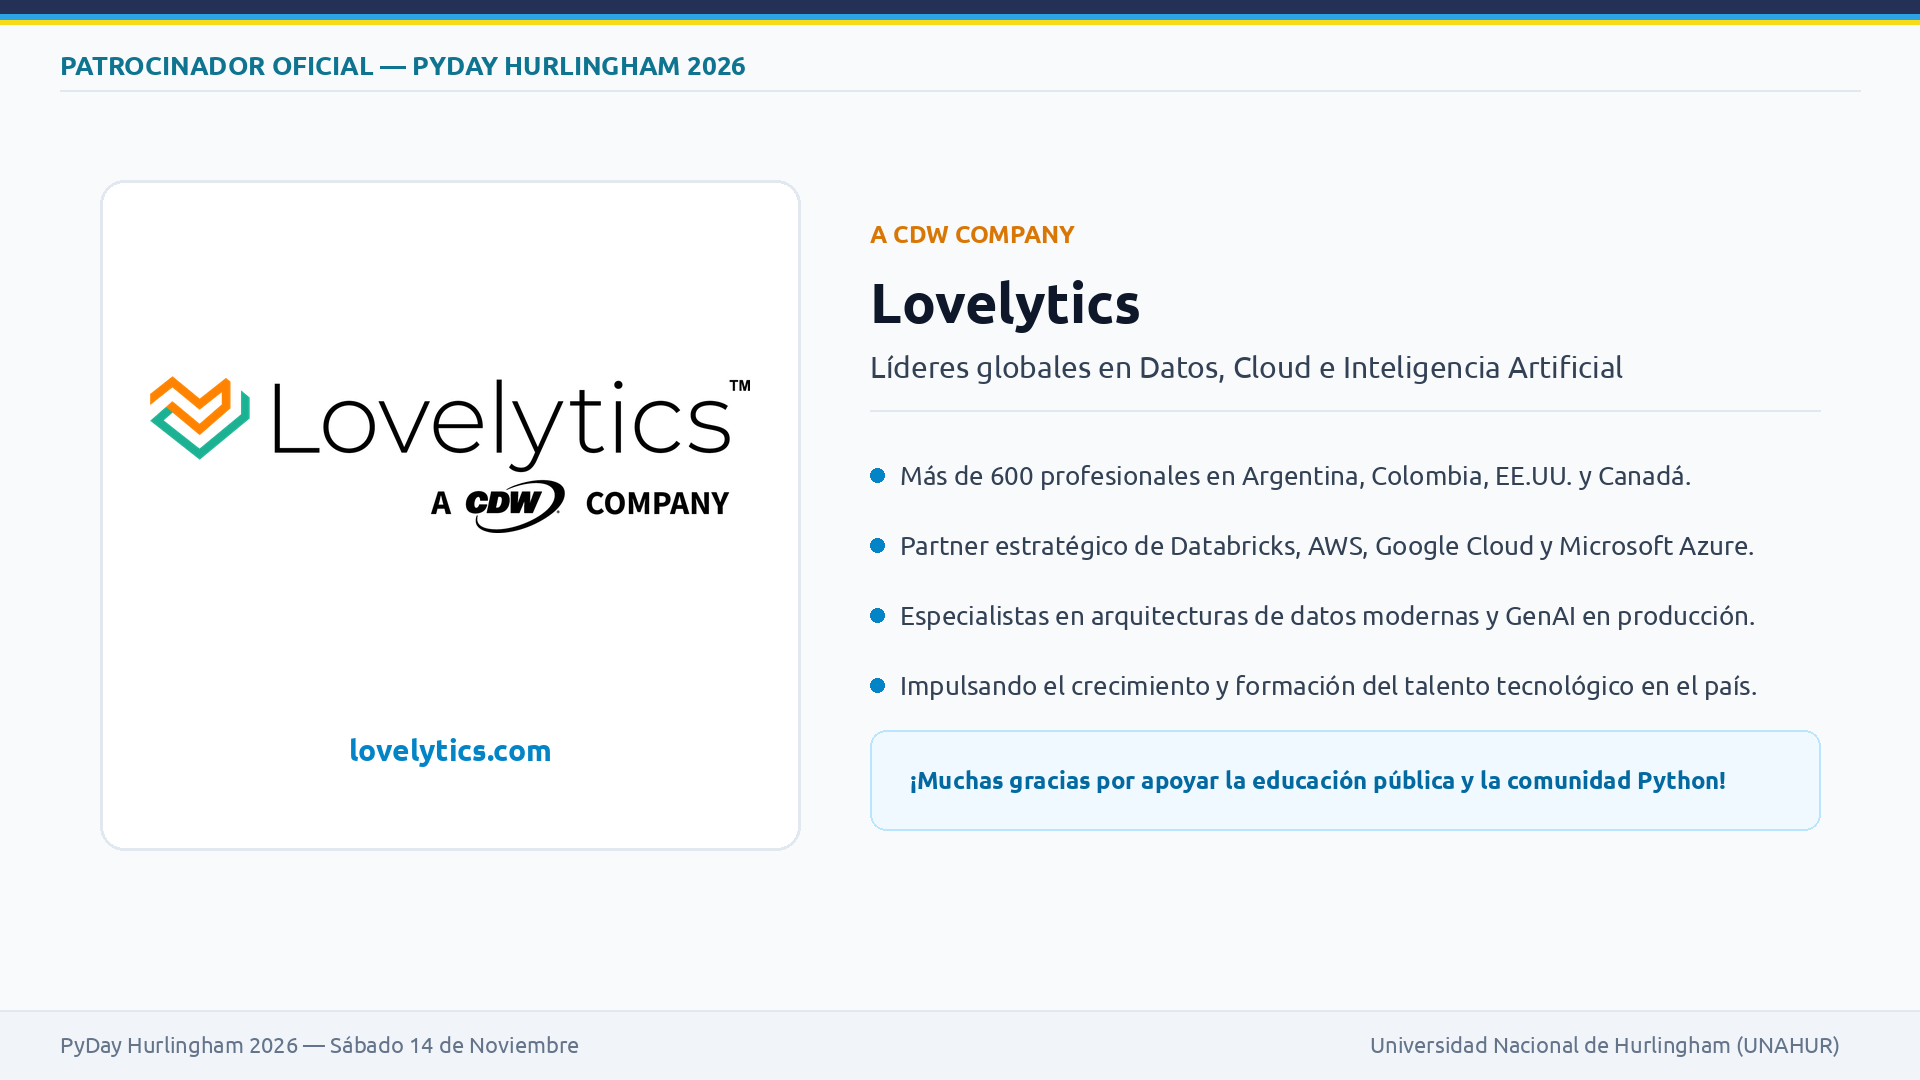 PATROCINADOR OFICIAL — PYDAY HURLINGHAM 2026
Lovelytics™
A CDW COMPANY
lovelytics.com
A CDW COMPANY
Lovelytics
Líderes globales en Datos, Cloud e Inteligencia Artificial
Más de 600 profesionales en Argentina, Colombia, EE.UU. y Canadá.
Partner estratégico de Databricks, AWS, Google Cloud y Microsoft Azure.
Especialistas en arquitecturas de datos modernas y GenAI en producción.
Impulsando el crecimiento y formación del talento tecnológico en el país.
¡Muchas gracias por apoyar la educación pública y la comunidad Python!
PyDay Hurlingham 2026 — Sábado 14 de Noviembre
Universidad Nacional de Hurlingham (UNAHUR)